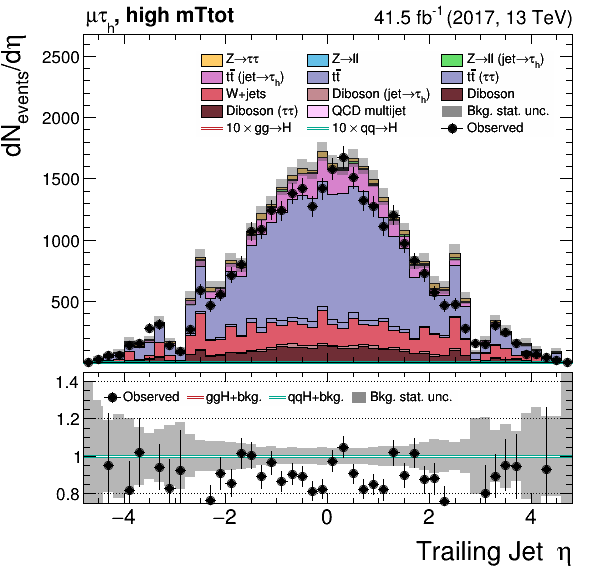 μτₕ, high mTtot
41.5 fb⁻¹ (2017, 13 TeV)
dN_events/dη
2500
2000
1500
1000
500
Z→ττ
Z→ll
Z→ll (jet→τₕ)
tt̄ (jet→τₕ)
tt̄
tt̄ (ττ)
W+jets
Diboson (jet→τₕ)
Diboson
Diboson (ττ)
QCD multijet
Bkg. stat. unc.
10 × gg→H
10 × qq→H
Observed
1.4
1.2
1
0.8
Observed
ggH+bkg.
qqH+bkg.
Bkg. stat. unc.
−4
−2
0
2
4
Trailing Jet η